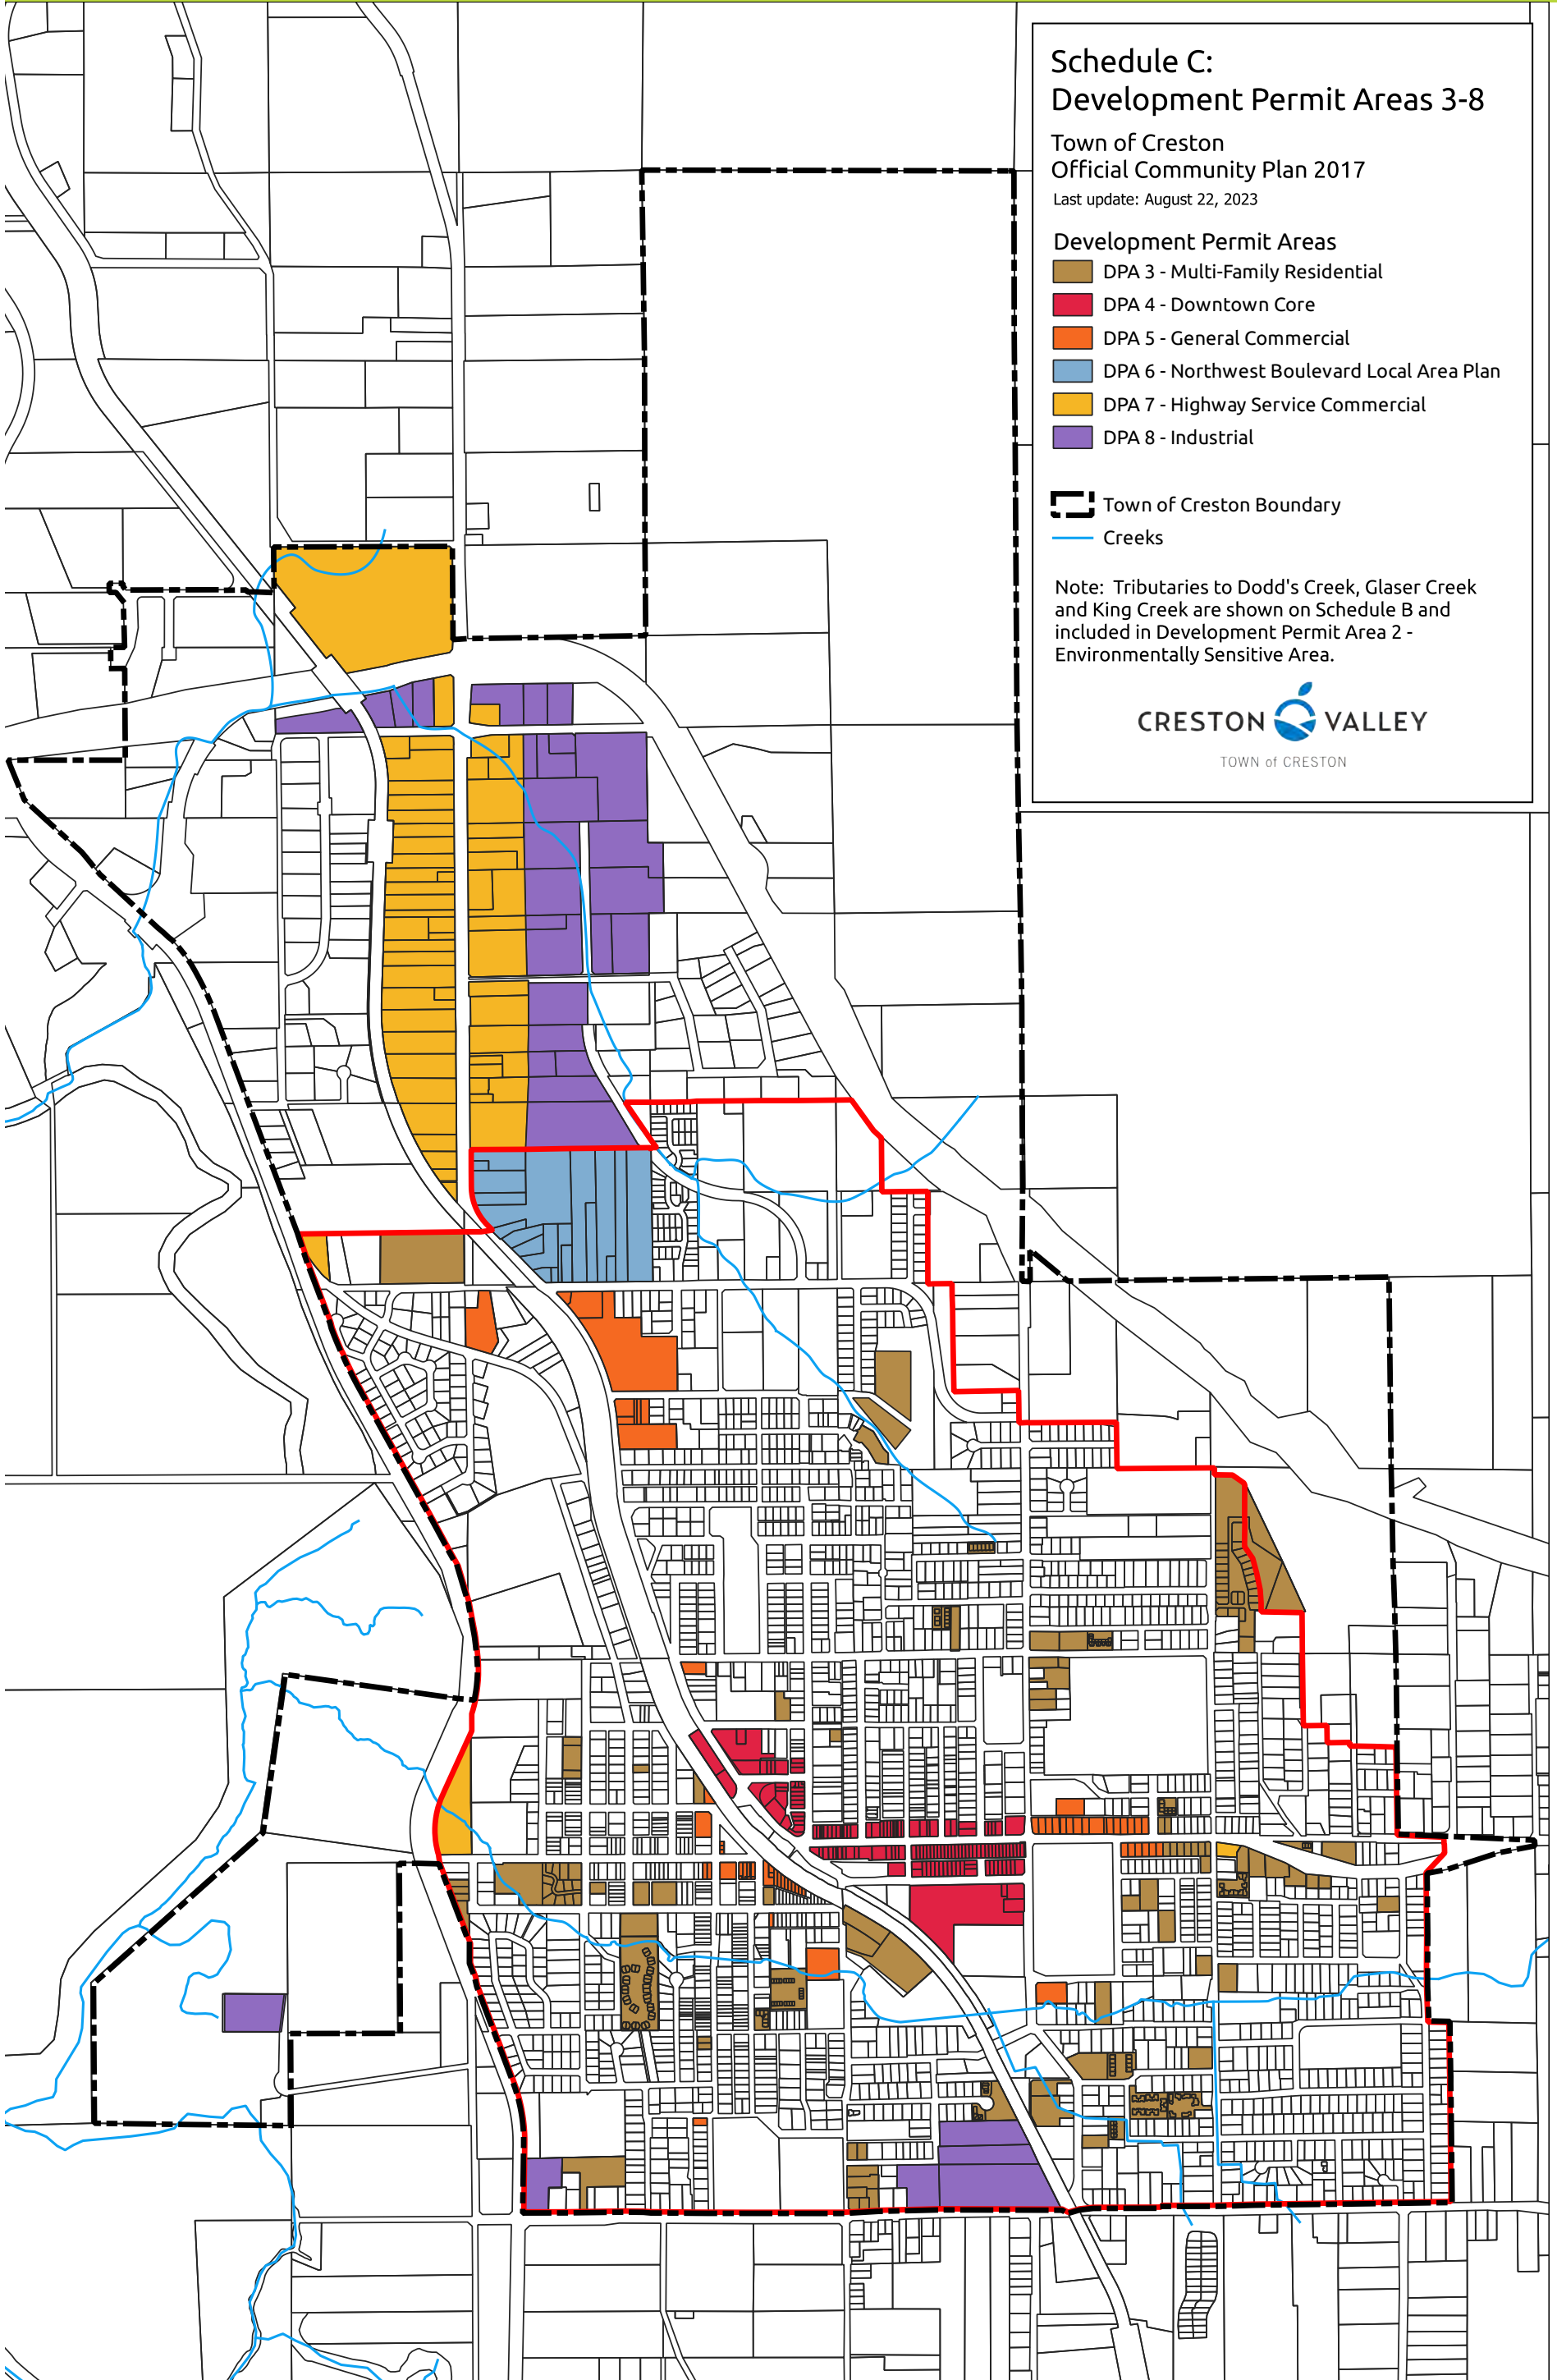 Schedule C:
Development Permit Areas 3-8
Town of Creston
Official Community Plan 2017
Last update: August 22, 2023
Development Permit Areas
DPA 3 - Multi-Family Residential
DPA 4 - Downtown Core
DPA 5 - General Commercial
DPA 6 - Northwest Boulevard Local Area Plan
DPA 7 - Highway Service Commercial
DPA 8 - Industrial
Town of Creston Boundary
Creeks
Note: Tributaries to Dodd's Creek, Glaser Creek
and King Creek are shown on Schedule B and
included in Development Permit Area 2 -
Environmentally Sensitive Area.
CRESTON VALLEY
TOWN of CRESTON